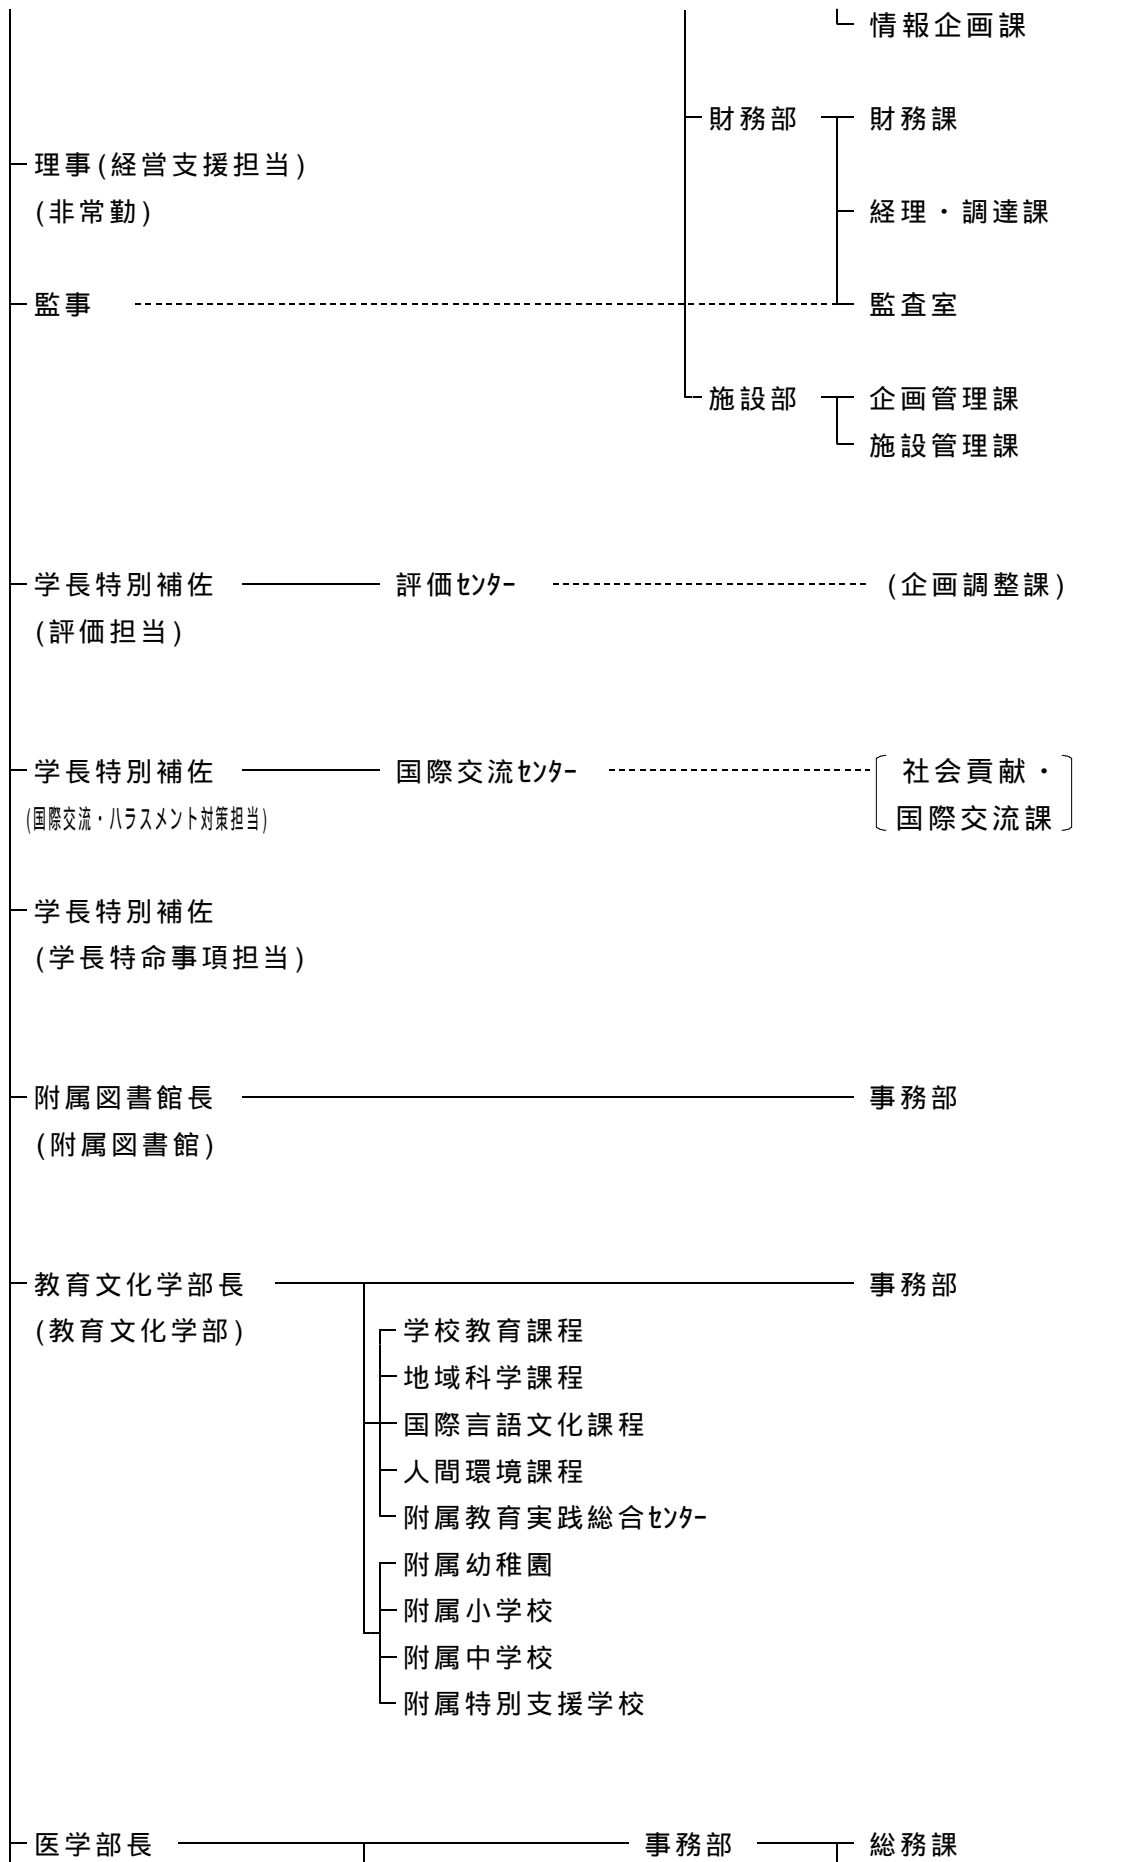 情報企画課
財務部 財務課
理事(経営支援担当)
(非常勤) 経理・調達課
監事 監査室
施設部 企画管理課
施設管理課
学長特別補佐 評価ｾﾝﾀｰ (企画調整課)
(評価担当)
学長特別補佐 国際交流ｾﾝﾀｰ 社会貢献・
(国際交流・ハラスメント対策担当) 国際交流課
学長特別補佐
(学長特命事項担当)
附属図書館長 事務部
(附属図書館)
教育文化学部長 事務部
(教育文化学部) 学校教育課程
地域科学課程
国際言語文化課程
人間環境課程
附属教育実践総合ｾﾝﾀｰ
附属幼稚園
附属小学校
附属中学校
附属特別支援学校
医学部長 事務部 総務課